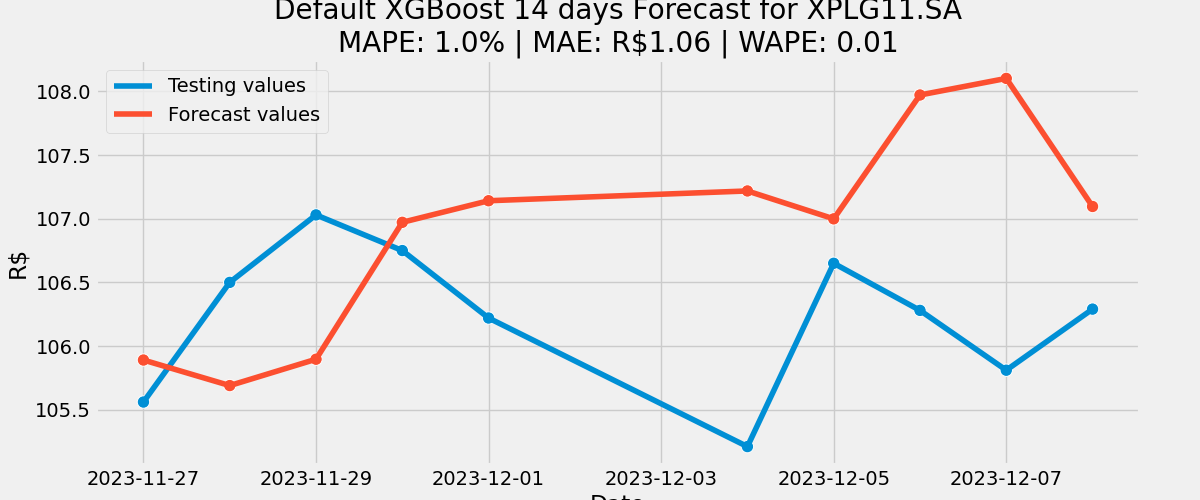 Default XGBoost 14 days Forecast for XPLG11.SA
MAPE: 1.0% | MAE: R$1.06 | WAPE: 0.01
Testing values
Forecast values
108.0
107.5
107.0
106.5
106.0
105.5
R$
2023-11-27
2023-11-29
2023-12-01
2023-12-03
2023-12-05
2023-12-07
Date